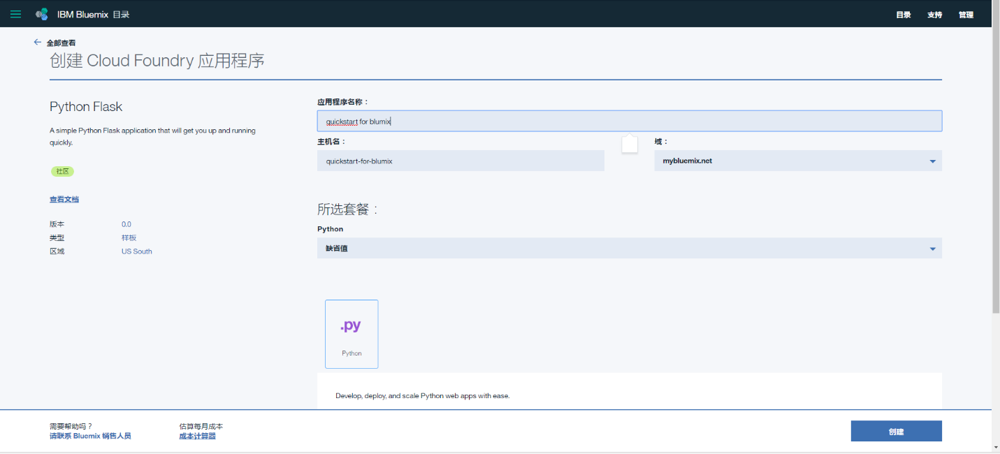 IBM Bluemix 目录
目录 支持 管理
全部查看
创建 Cloud Foundry 应用程序
Python Flask
A simple Python Flask application that will get you up and running
quickly.
社区
查看文档
版本 0.0
类型 样板
区域 US South
应用程序名称：
quickstart for blumix
主机名：
quickstart-for-blumix
域：
mybluemix.net
所选套餐：
Python
缺省值
.py
Python
Develop, deploy, and scale Python web apps with ease.
需要帮助吗？
请联系 Bluemix 销售人员
估算每月成本
成本计算器
创建